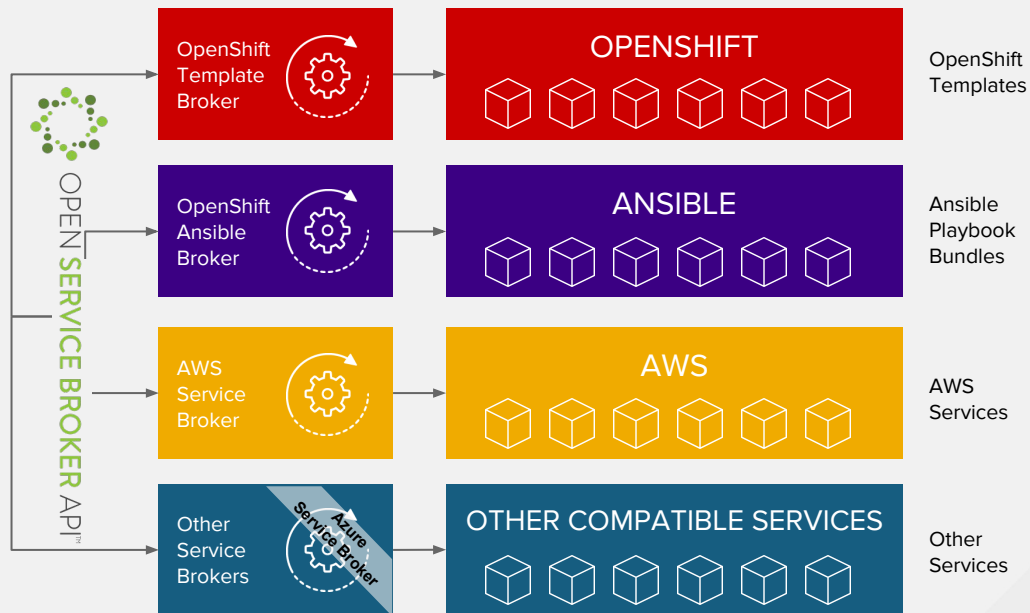 OPEN SERVICE BROKER API™
OpenShift
Template
Broker
OPENSHIFT
OpenShift
Templates
OpenShift
Ansible
Broker
ANSIBLE
Ansible
Playbook
Bundles
AWS
Service
Broker
AWS
AWS
Services
Other
Service
Brokers
Azure
Service Broker
OTHER COMPATIBLE SERVICES
Other
Services